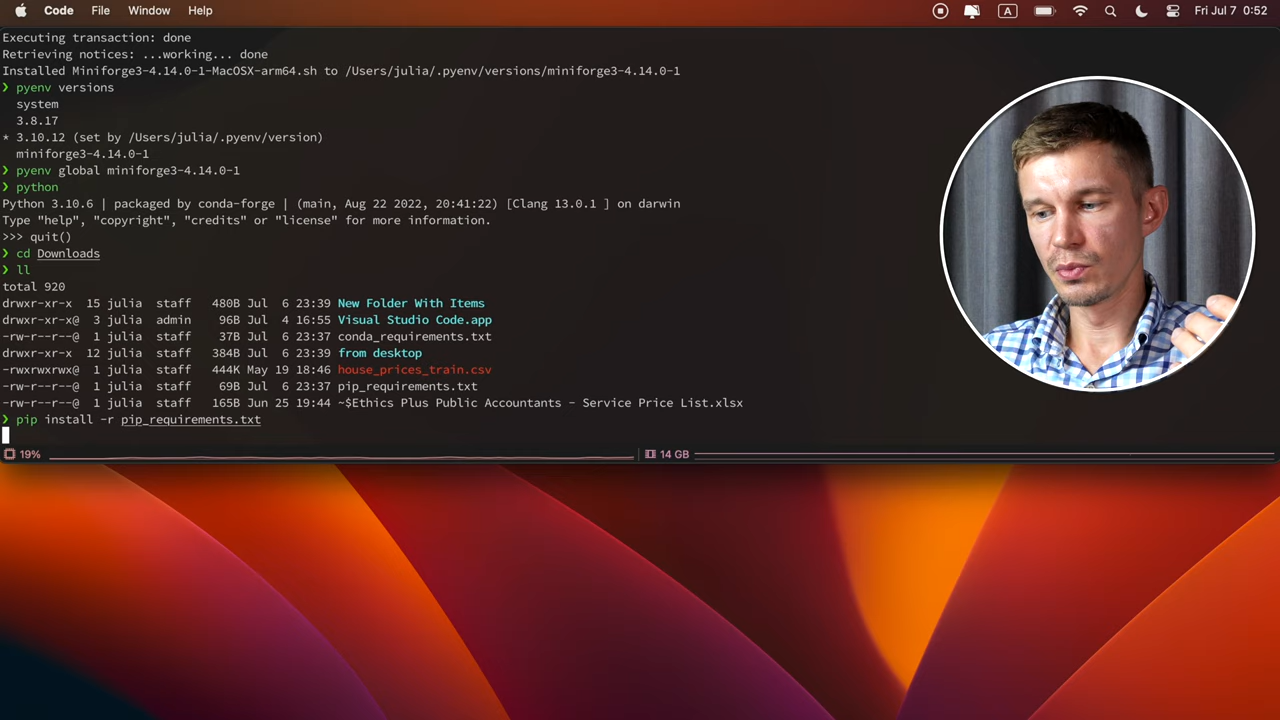 Code File Window Help A Fri Jul 7 0:52
Executing transaction: done
Retrieving notices: ...working... done
Installed Miniforge3-4.14.0-1-MacOSX-arm64.sh to /Users/julia/.pyenv/versions/miniforge3-4.14.0-1
❯ pyenv versions
system
3.8.17
* 3.10.12 (set by /Users/julia/.pyenv/version)
miniforge3-4.14.0-1
❯ pyenv global miniforge3-4.14.0-1
❯ python
Python 3.10.6 | packaged by conda-forge | (main, Aug 22 2022, 20:41:22) [Clang 13.0.1 ] on darwin
Type "help", "copyright", "credits" or "license" for more information.
>>> quit()
❯ cd Downloads
❯ ll
total 920
drwxr-xr-x 15 julia staff 480B Jul 6 23:39 New Folder With Items
drwxr-xr-x@ 3 julia admin 96B Jul 4 16:55 Visual Studio Code.app
-rw-r--r--@ 1 julia staff 37B Jul 6 23:37 conda_requirements.txt
drwxr-xr-x 12 julia staff 384B Jul 6 23:39 from desktop
-rwxrwxrwx@ 1 julia staff 444K May 19 18:46 house_prices_train.csv
-rw-r--r--@ 1 julia staff 69B Jul 6 23:37 pip_requirements.txt
-rw-r--r--@ 1 julia staff 165B Jun 25 19:44 ~$Ethics Plus Public Accountants - Service Price List.xlsx
❯ pip install -r pip_requirements.txt
19% 14 GB